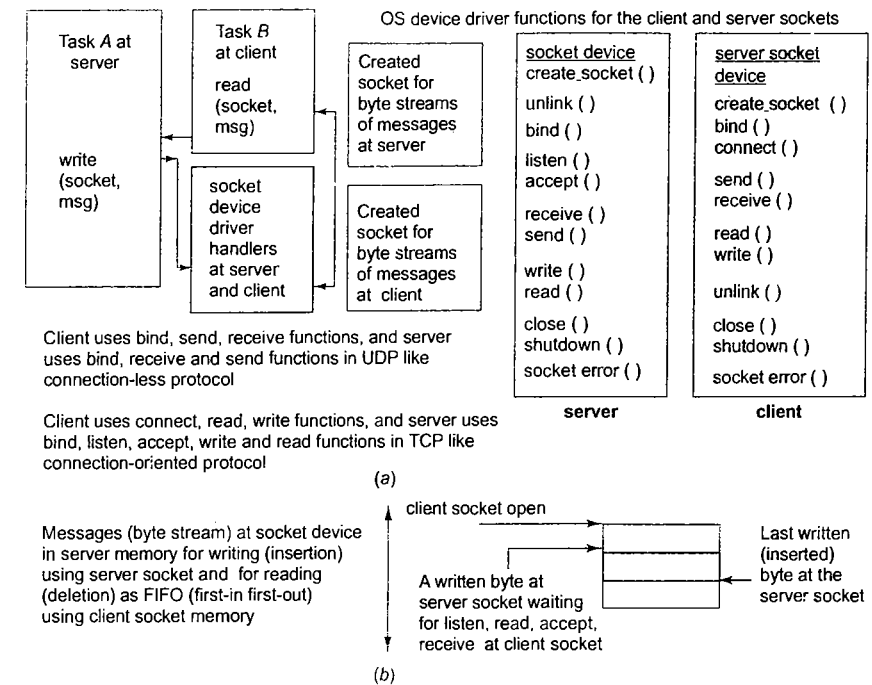 OS device driver functions for the client and server sockets
Task A at
server
write
(socket,
msg)
Task B
at client
read
(socket,
msg)
socket
device
driver
handlers
at server
and client
Created
socket for
byte streams
of messages
at server
Created
socket for
byte streams
of messages
at client
socket device
create_socket ( )
unlink ( )
bind ( )
listen ( )
accept ( )
receive ( )
send ( )
write ( )
read ( )
close ( )
shutdown ( )
socket error ( )
server
server socket
device
create_socket ( )
bind ( )
connect ( )
send ( )
receive ( )
read ( )
write ( )
unlink ( )
close ( )
shutdown ( )
socket error ( )
client
Client uses bind, send, receive functions, and server
uses bind, receive and send functions in UDP like
connection-less protocol
Client uses connect, read, write functions, and server uses
bind, listen, accept, write and read functions in TCP like
connection-oriented protocol
(a)
Messages (byte stream) at socket device
in server memory for writing (insertion)
using server socket and for reading
(deletion) as FIFO (first-in first-out)
using client socket memory
client socket open
A written byte at
server socket waiting
for listen, read, accept,
receive at client socket
Last written
(inserted)
byte at the
server socket
(b)